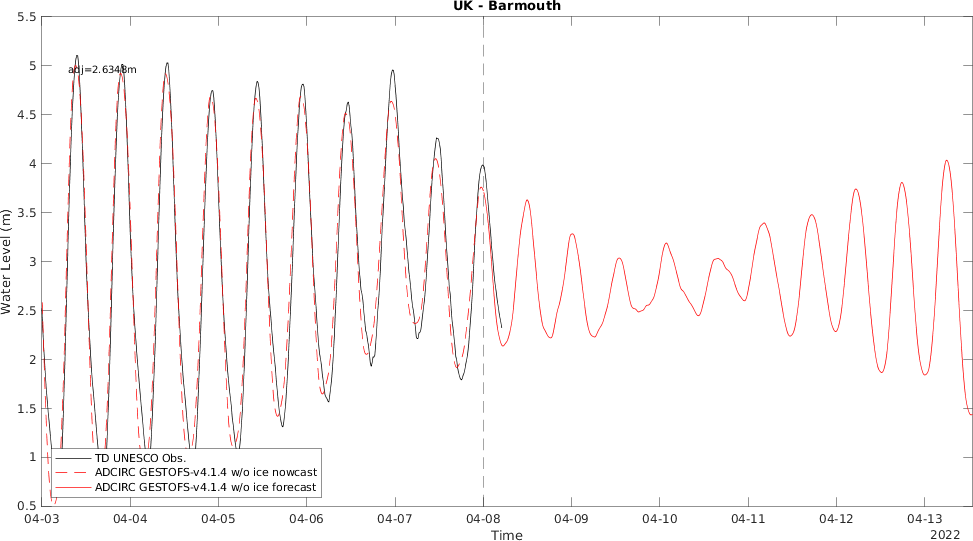 UK - Barmouth
5.5
5
4.5
4
3.5
3
2.5
2
1.5
1
0.5
Water Level (m)
adj=2.6348m
TD UNESCO Obs.
ADCIRC GESTOFS-v4.1.4 w/o ice nowcast
ADCIRC GESTOFS-v4.1.4 w/o ice forecast
04-03 04-04 04-05 04-06 04-07 04-08 04-09 04-10 04-11 04-12 04-13
Time
2022